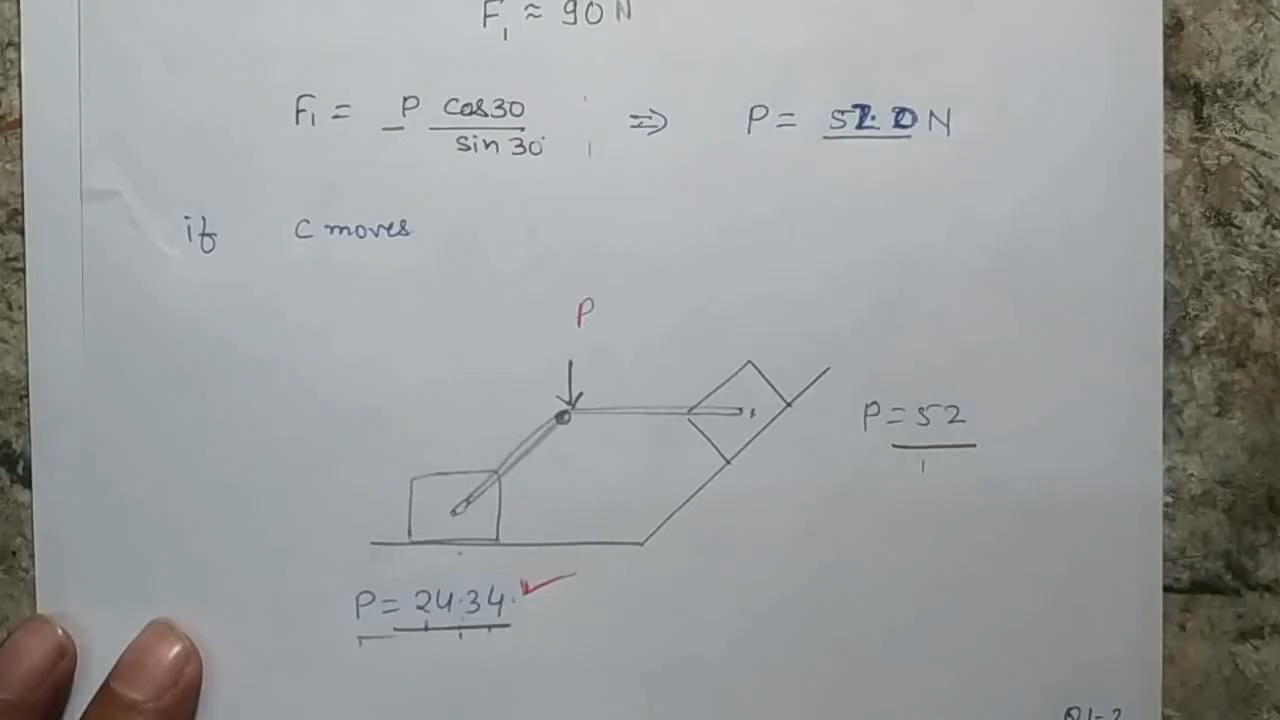 F₁ ≈ 90 N
F₁ = P cos30 / sin 30° ⇒ P = 52.0 N
if C moves
P
P = 52
P = 24.34.